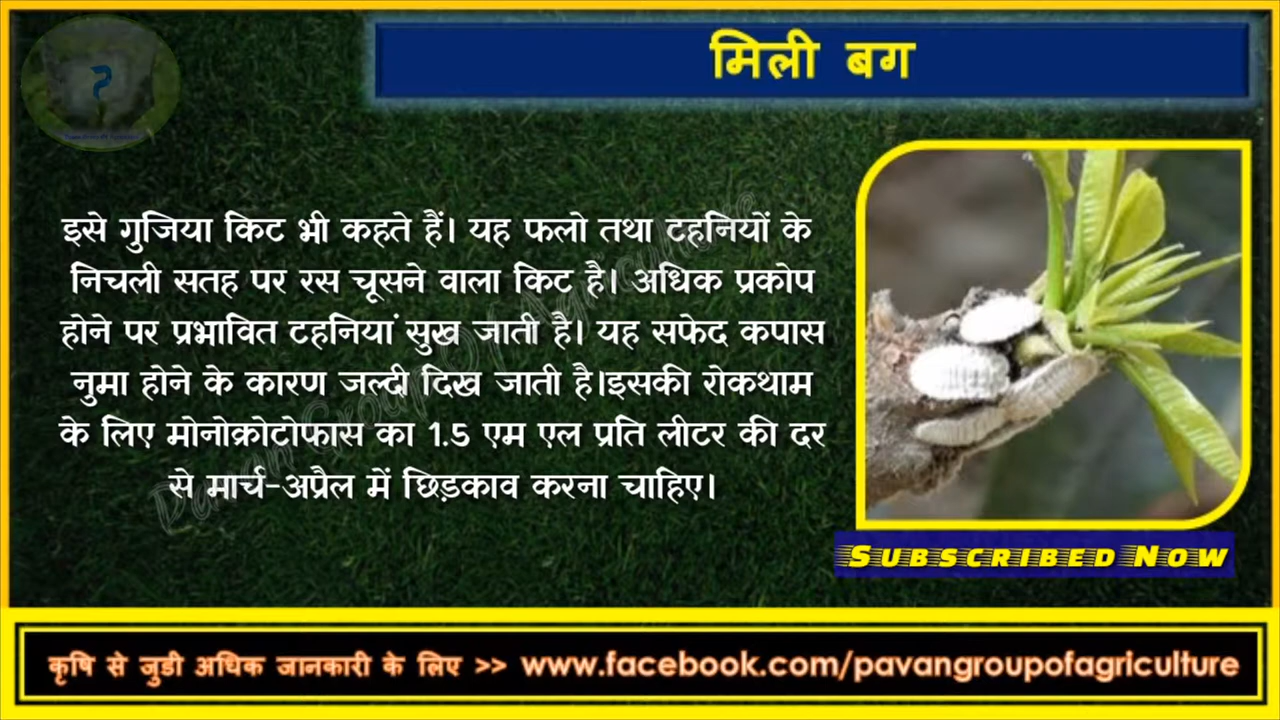 मिली बग
इसे गुजिया किट भी कहते हैं। यह फलो तथा टहनियों के
निचली सतह पर रस चूसने वाला किट है। अधिक प्रकोप
होने पर प्रभावित टहनियां सुख जाती है। यह सफेद कपास
नुमा होने के कारण जल्दी दिख जाती है।इसकी रोकथाम
के लिए मोनोक्रोटोफास का 1.5 एम एल प्रति लीटर की दर
से मार्च-अप्रैल में छिड़काव करना चाहिए।
SUBSCRIBED NOW
कृषि से जुडी अधिक जानकारी के लिए >> www.facebook.com/pavangroupofagriculture